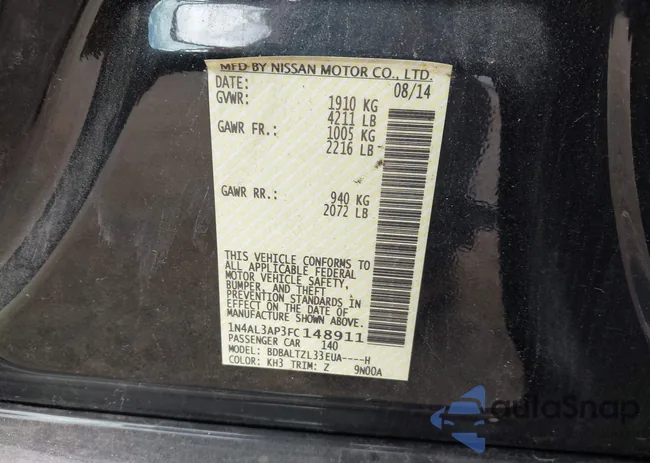 MFD BY NISSAN MOTOR CO., LTD.
DATE: 08/14
GVWR: 1910 KG
4211 LB
GAWR FR.: 1005 KG
2216 LB
GAWR RR.: 940 KG
2072 LB
THIS VEHICLE CONFORMS TO
ALL APPLICABLE FEDERAL
MOTOR VEHICLE SAFETY,
BUMPER, AND THEFT
PREVENTION STANDARDS IN
EFFECT ON THE DATE OF
MANUFACTURE SHOWN ABOVE.
1N4AL3AP3FC148911
PASSENGER CAR 140
MODEL: BDBALTZL33EUA----H
COLOR: KH3 TRIM: Z 9N00A
autaSnap